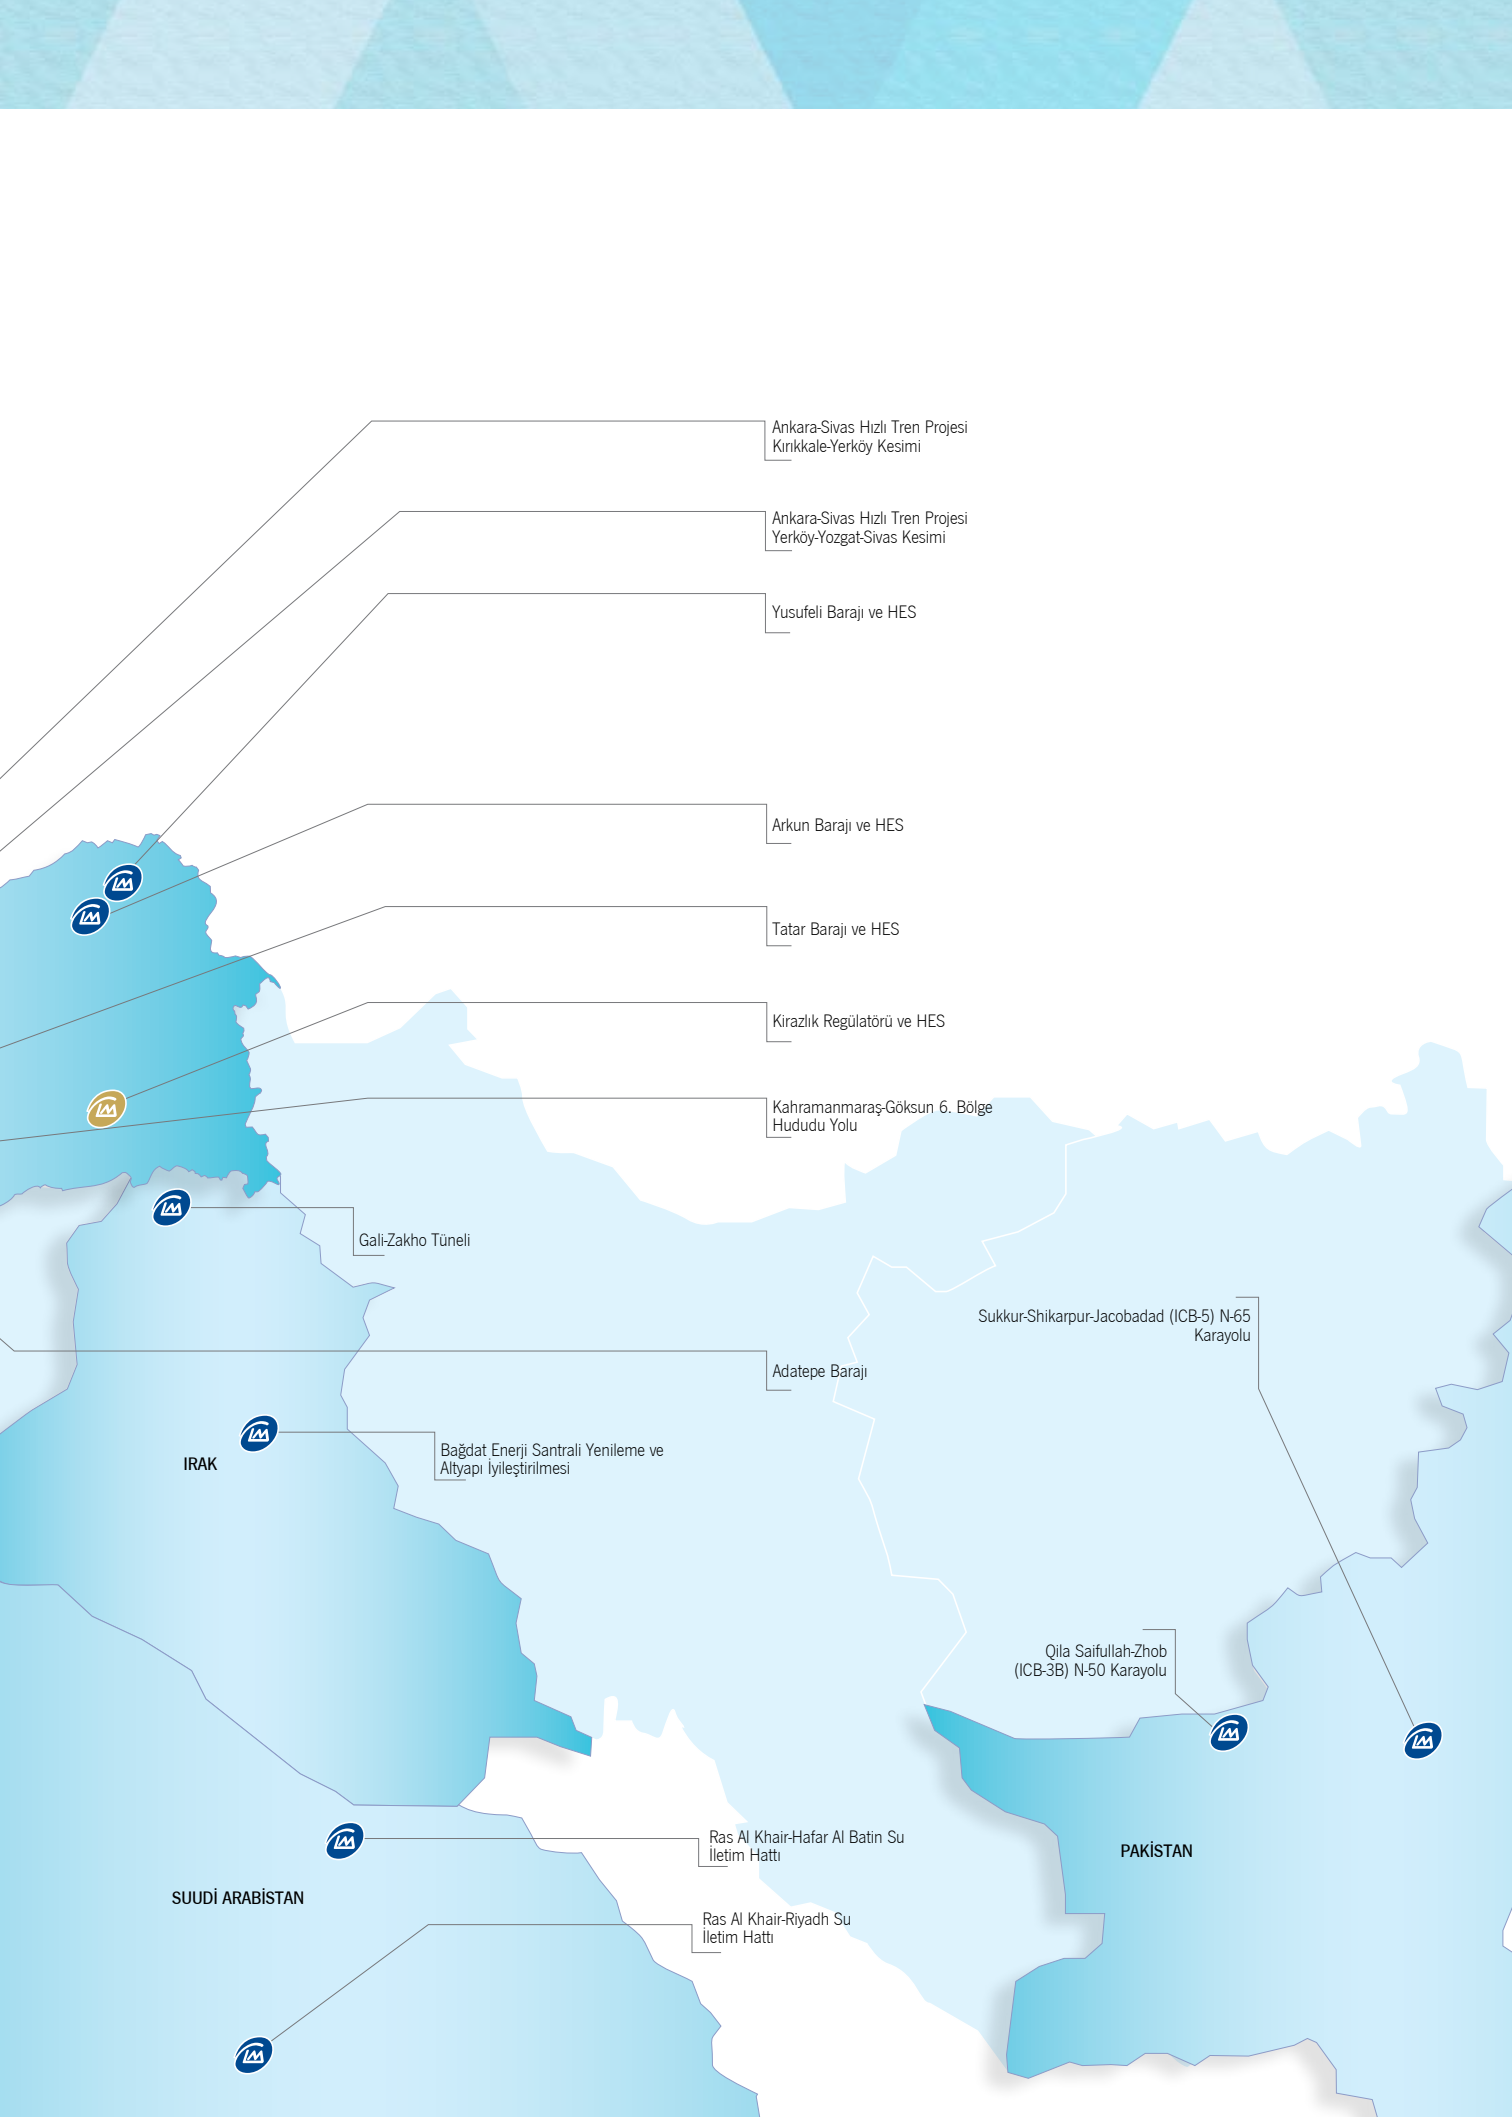 Ankara-Sivas Hızlı Tren Projesi
Kırıkkale-Yerköy Kesimi
Ankara-Sivas Hızlı Tren Projesi
Yerköy-Yozgat-Sivas Kesimi
Yusufeli Barajı ve HES
Arkun Barajı ve HES
Tatar Barajı ve HES
Kirazlık Regülatörü ve HES
Kahramanmaraş-Göksun 6. Bölge
Hududu Yolu
Gali-Zakho Tüneli
Sukkur-Shikarpur-Jacobadad (ICB-5) N-65
Karayolu
Adatepe Barajı
Bağdat Enerji Santrali Yenileme ve
Altyapı İyileştirilmesi
IRAK
Qila Saifullah-Zhob
(ICB-3B) N-50 Karayolu
Ras Al Khair-Hafar Al Batin Su
İletim Hattı
PAKİSTAN
SUUDİ ARABİSTAN
Ras Al Khair-Riyadh Su
İletim Hattı